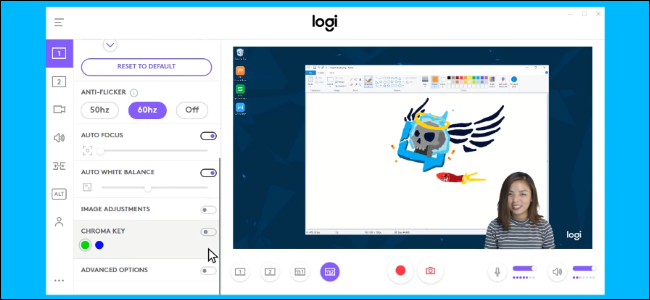 logi
1
RESET TO DEFAULT
ANTI-FLICKER
2
50hz 60hz Off
AUTO FOCUS
AUTO WHITE BALANCE
ALT
IMAGE ADJUSTMENTS
CHROMA KEY
ADVANCED OPTIONS
logi
1 2